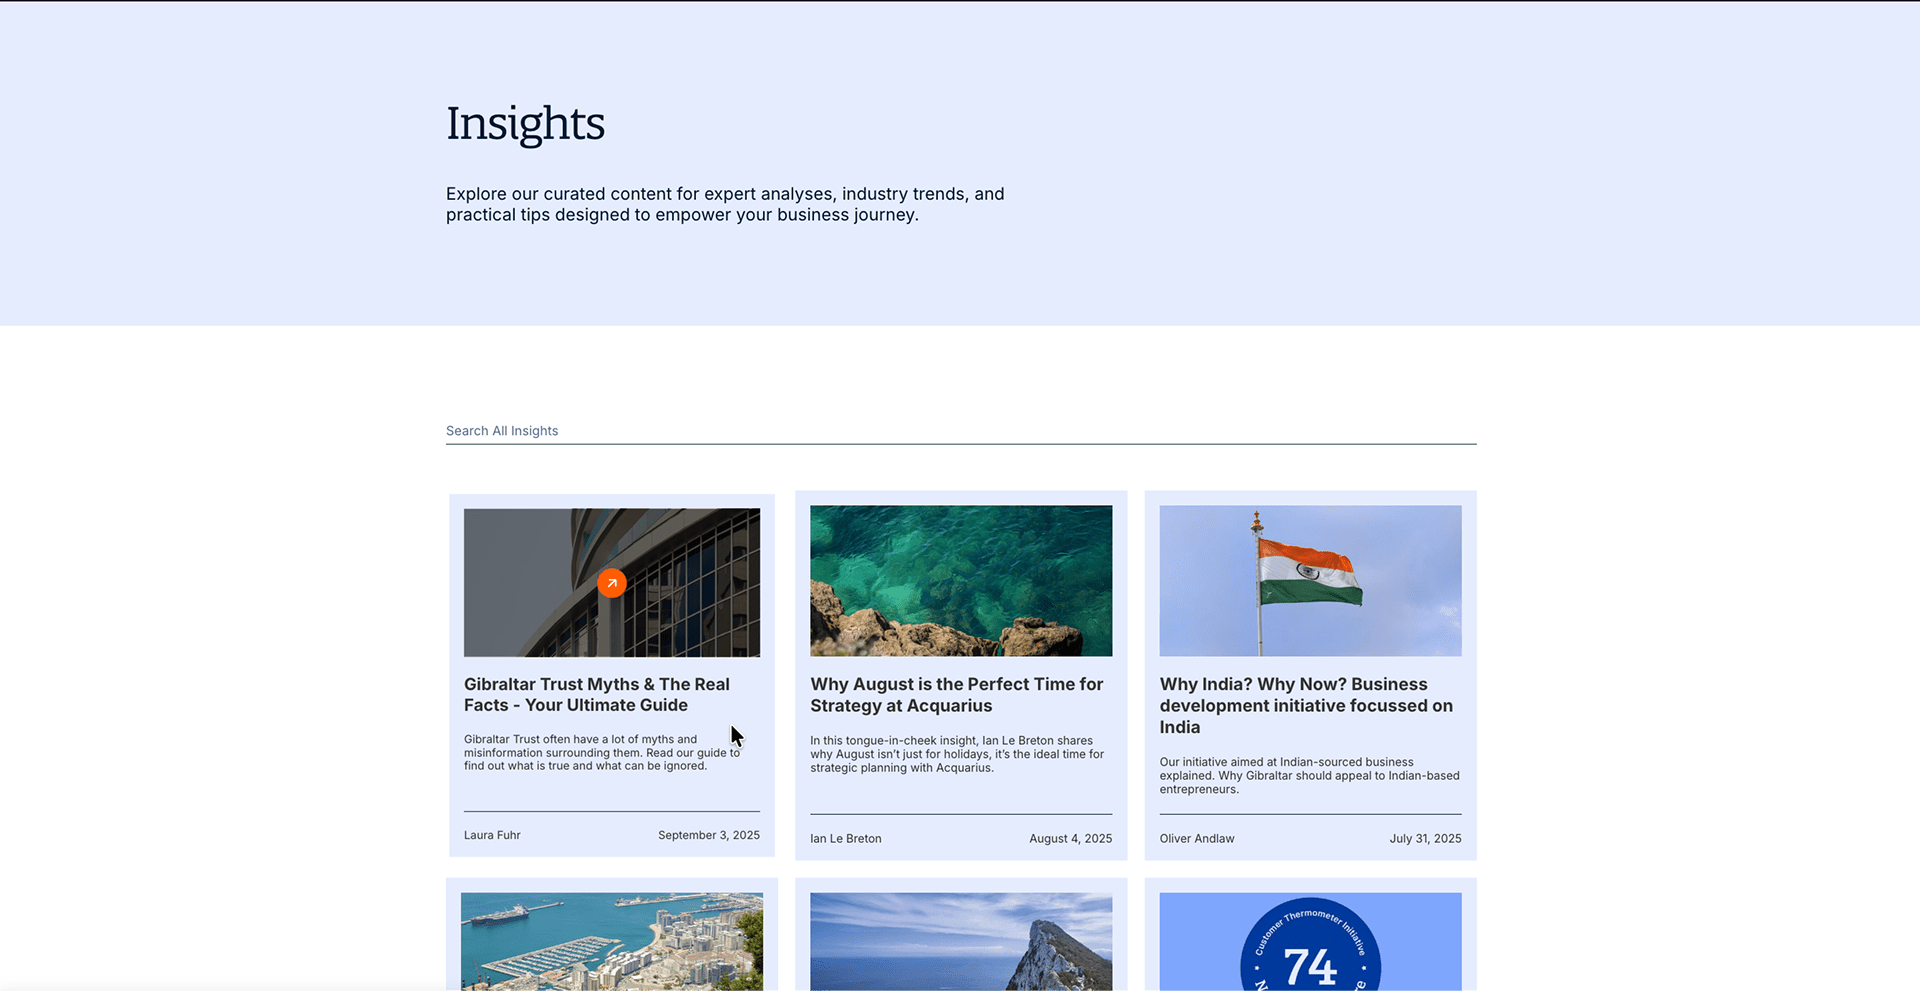 Insights
Explore our curated content for expert analyses, industry trends, and
practical tips designed to empower your business journey.
Search All Insights
Gibraltar Trust Myths & The Real
Facts - Your Ultimate Guide
Gibraltar Trust often have a lot of myths and
misinformation surrounding them. Read our guide to
find out what is true and what can be ignored.
Laura Fuhr
September 3, 2025
Why August is the Perfect Time for
Strategy at Acquarius
In this tongue-in-cheek insight, Ian Le Breton shares
why August isn’t just for holidays, it’s the ideal time for
strategic planning with Acquarius.
Ian Le Breton
August 4, 2025
Why India? Why Now? Business
development initiative focussed on
India
Our initiative aimed at Indian-sourced business
explained. Why Gibraltar should appeal to Indian-based
entrepreneurs.
Oliver Andlaw
July 31, 2025
Customer Thermometer Initiative
74